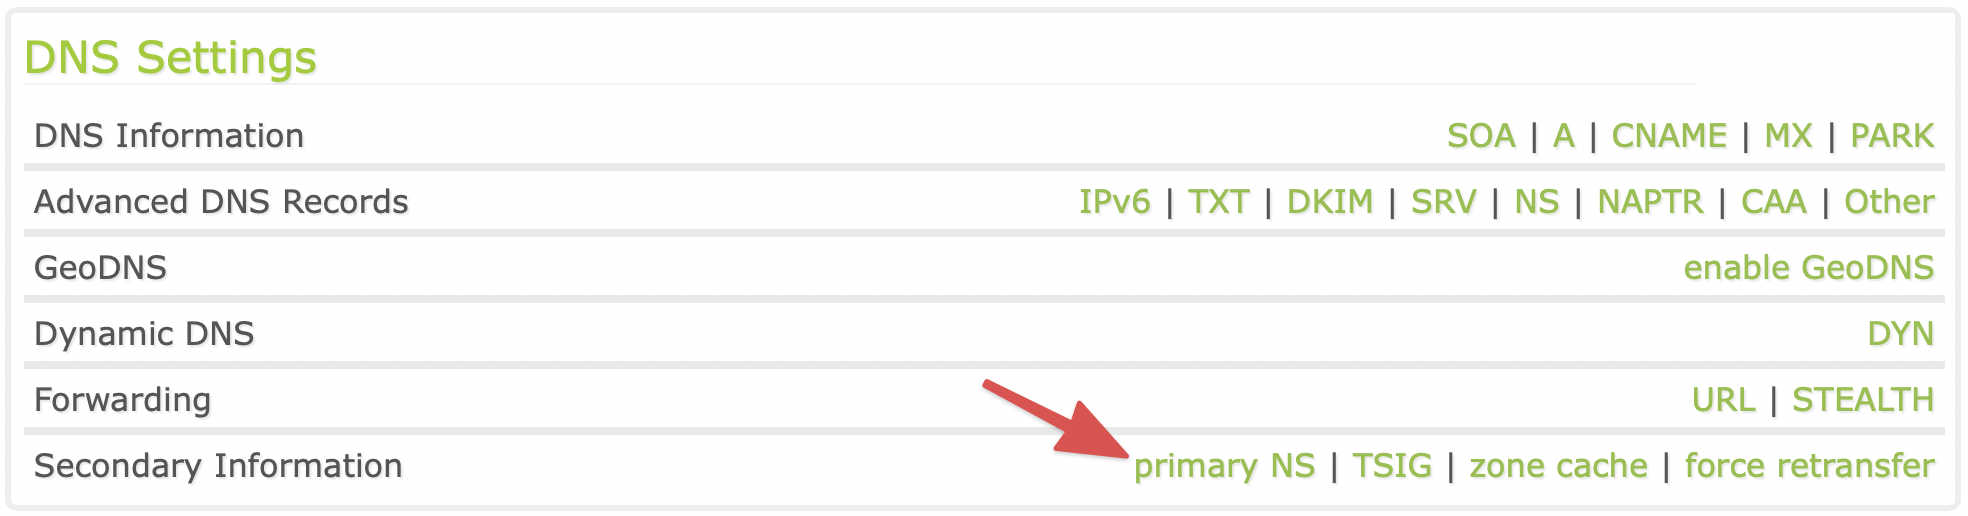 DNS Settings
DNS Information SOA | A | CNAME | MX | PARK
Advanced DNS Records IPv6 | TXT | DKIM | SRV | NS | NAPTR | CAA | Other
GeoDNS enable GeoDNS
Dynamic DNS DYN
Forwarding URL | STEALTH
Secondary Information primary NS | TSIG | zone cache | force retransfer